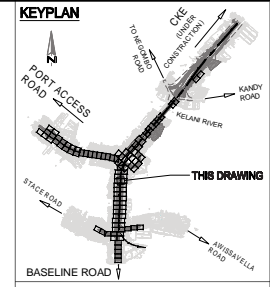 KEYPLAN
N
CKE
(UNDER
CONSTRACTION)
TO NEGOMBO
ROAD
KANDY
ROAD
PORT ACCESS
ROAD
KELANI RIVER
THIS DRAWING
STACE ROAD
AWISSAVELLA
ROAD
BASELINE ROAD